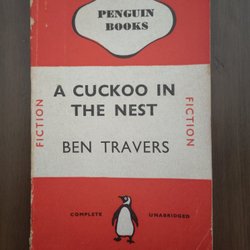 PENGUIN
BOOKS
A CUCKOO IN
THE NEST
BEN TRAVERS
FICTION
FICTION
COMPLETE UNABRIDGED